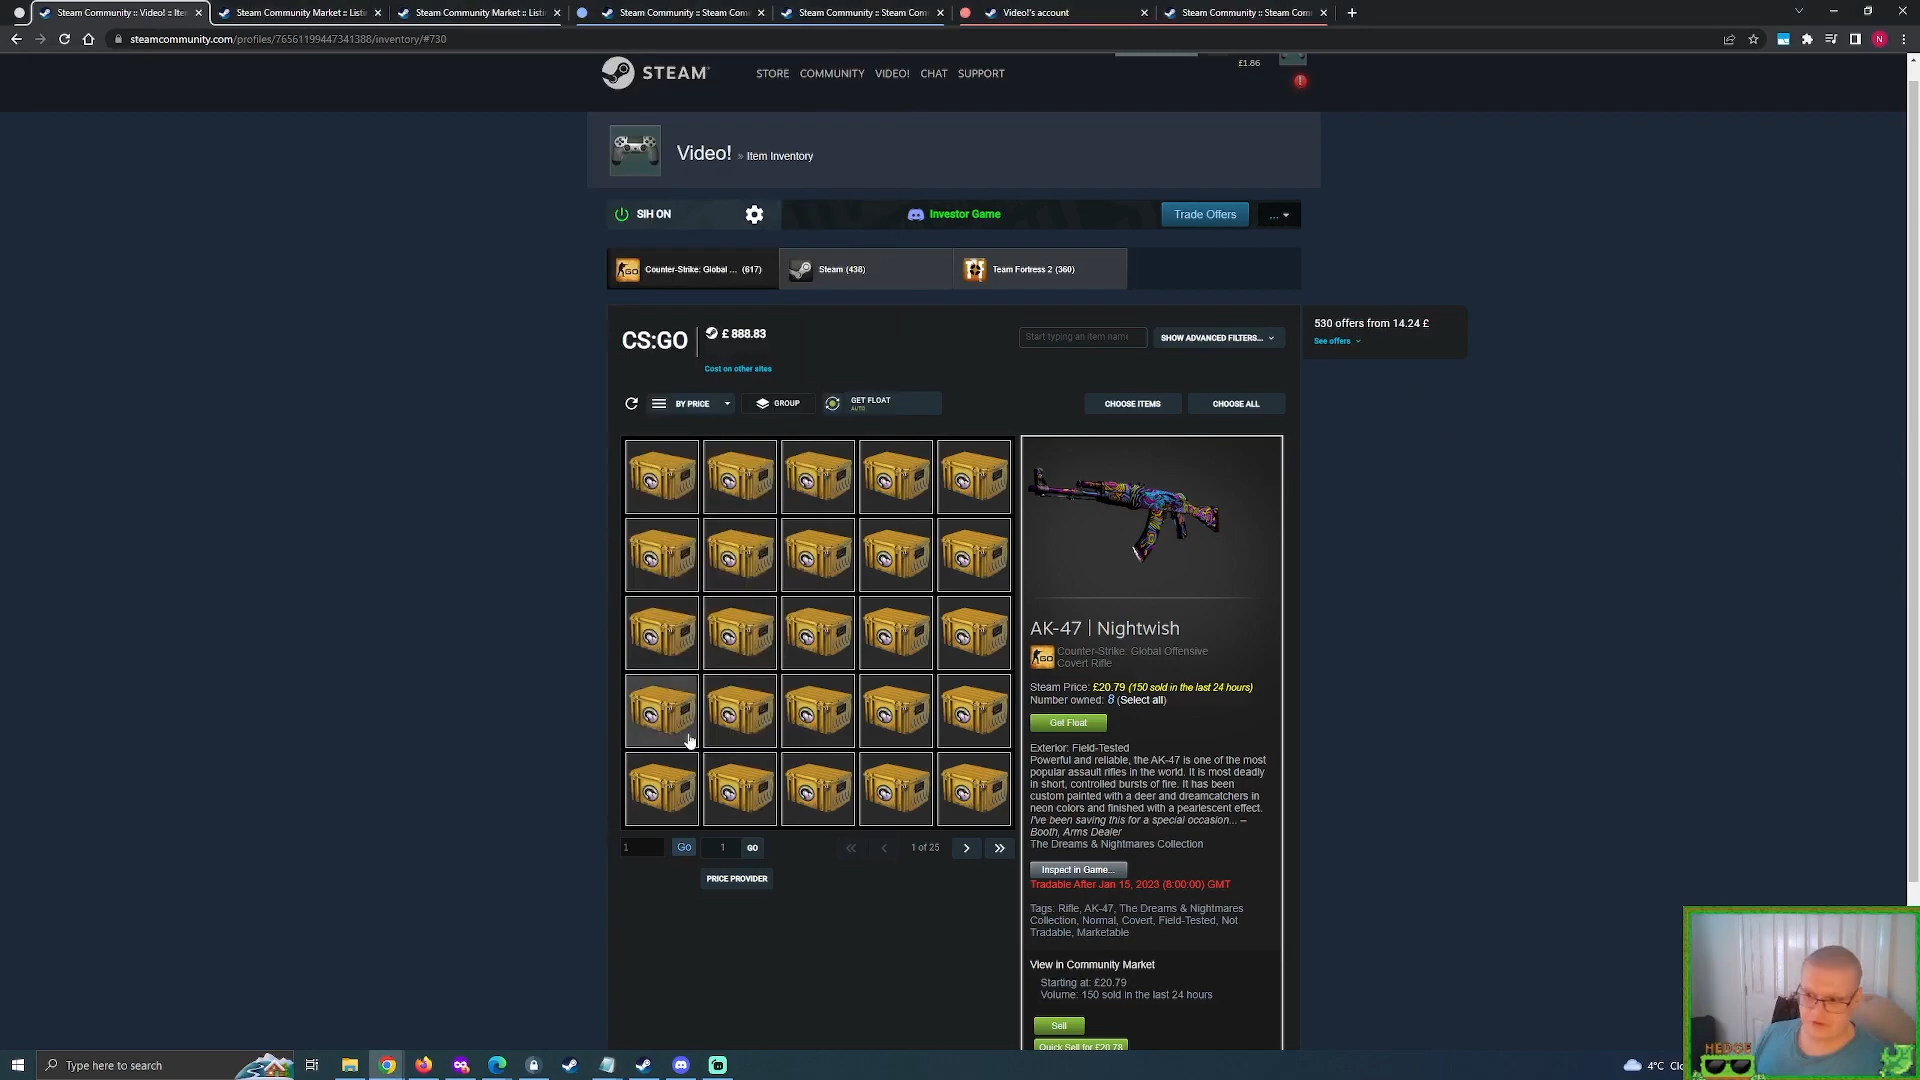 Steam Community :: Video! :: Ite
Steam Community Market :: Listi
Steam Community Market :: Listi
Steam Community :: Steam Com
Steam Community :: Steam Com
Video!'s account
Steam Community :: Steam Com
steamcommunity.com/profiles/76561199447341388/inventory/#730
N
STEAM
STORE COMMUNITY VIDEO! CHAT SUPPORT
£1.86
Video! » Item Inventory
SIH ON
Investor Game
Trade Offers
...
Counter-Strike: Global ... (617)
Steam (438)
Team Fortress 2 (360)
CS:GO
£ 888.83
Cost on other sites
Start typing an item name
SHOW ADVANCED FILTERS...
530 offers from 14.24 £
See offers
BY PRICE
GROUP
GET FLOAT
AUTO
CHOOSE ITEMS
CHOOSE ALL
AK-47 | Nightwish
Counter-Strike: Global Offensive
Covert Rifle
Steam Price: £20.79 (150 sold in the last 24 hours)
Number owned: 8 (Select all)
Get Float
Exterior: Field-Tested
Powerful and reliable, the AK-47 is one of the most
popular assault rifles in the world. It is most deadly
in short, controlled bursts of fire. It has been
custom painted with a deer and dreamcatchers in
neon colors and finished with a pearlescent effect.
I've been saving this for a special occasion... –
Booth, Arms Dealer
The Dreams & Nightmares Collection
Inspect in Game...
Tradable After Jan 15, 2023 (8:00:00) GMT
Tags: Rifle, AK-47, The Dreams & Nightmares
Collection, Normal, Covert, Field-Tested, Not
Tradable, Marketable
View in Community Market
Starting at: £20.79
Volume: 150 sold in the last 24 hours
Sell
Quick Sell for £20.78
1 Go 1 GO
1 of 25
PRICE PROVIDER
HEDGE
Type here to search
4°C Clo